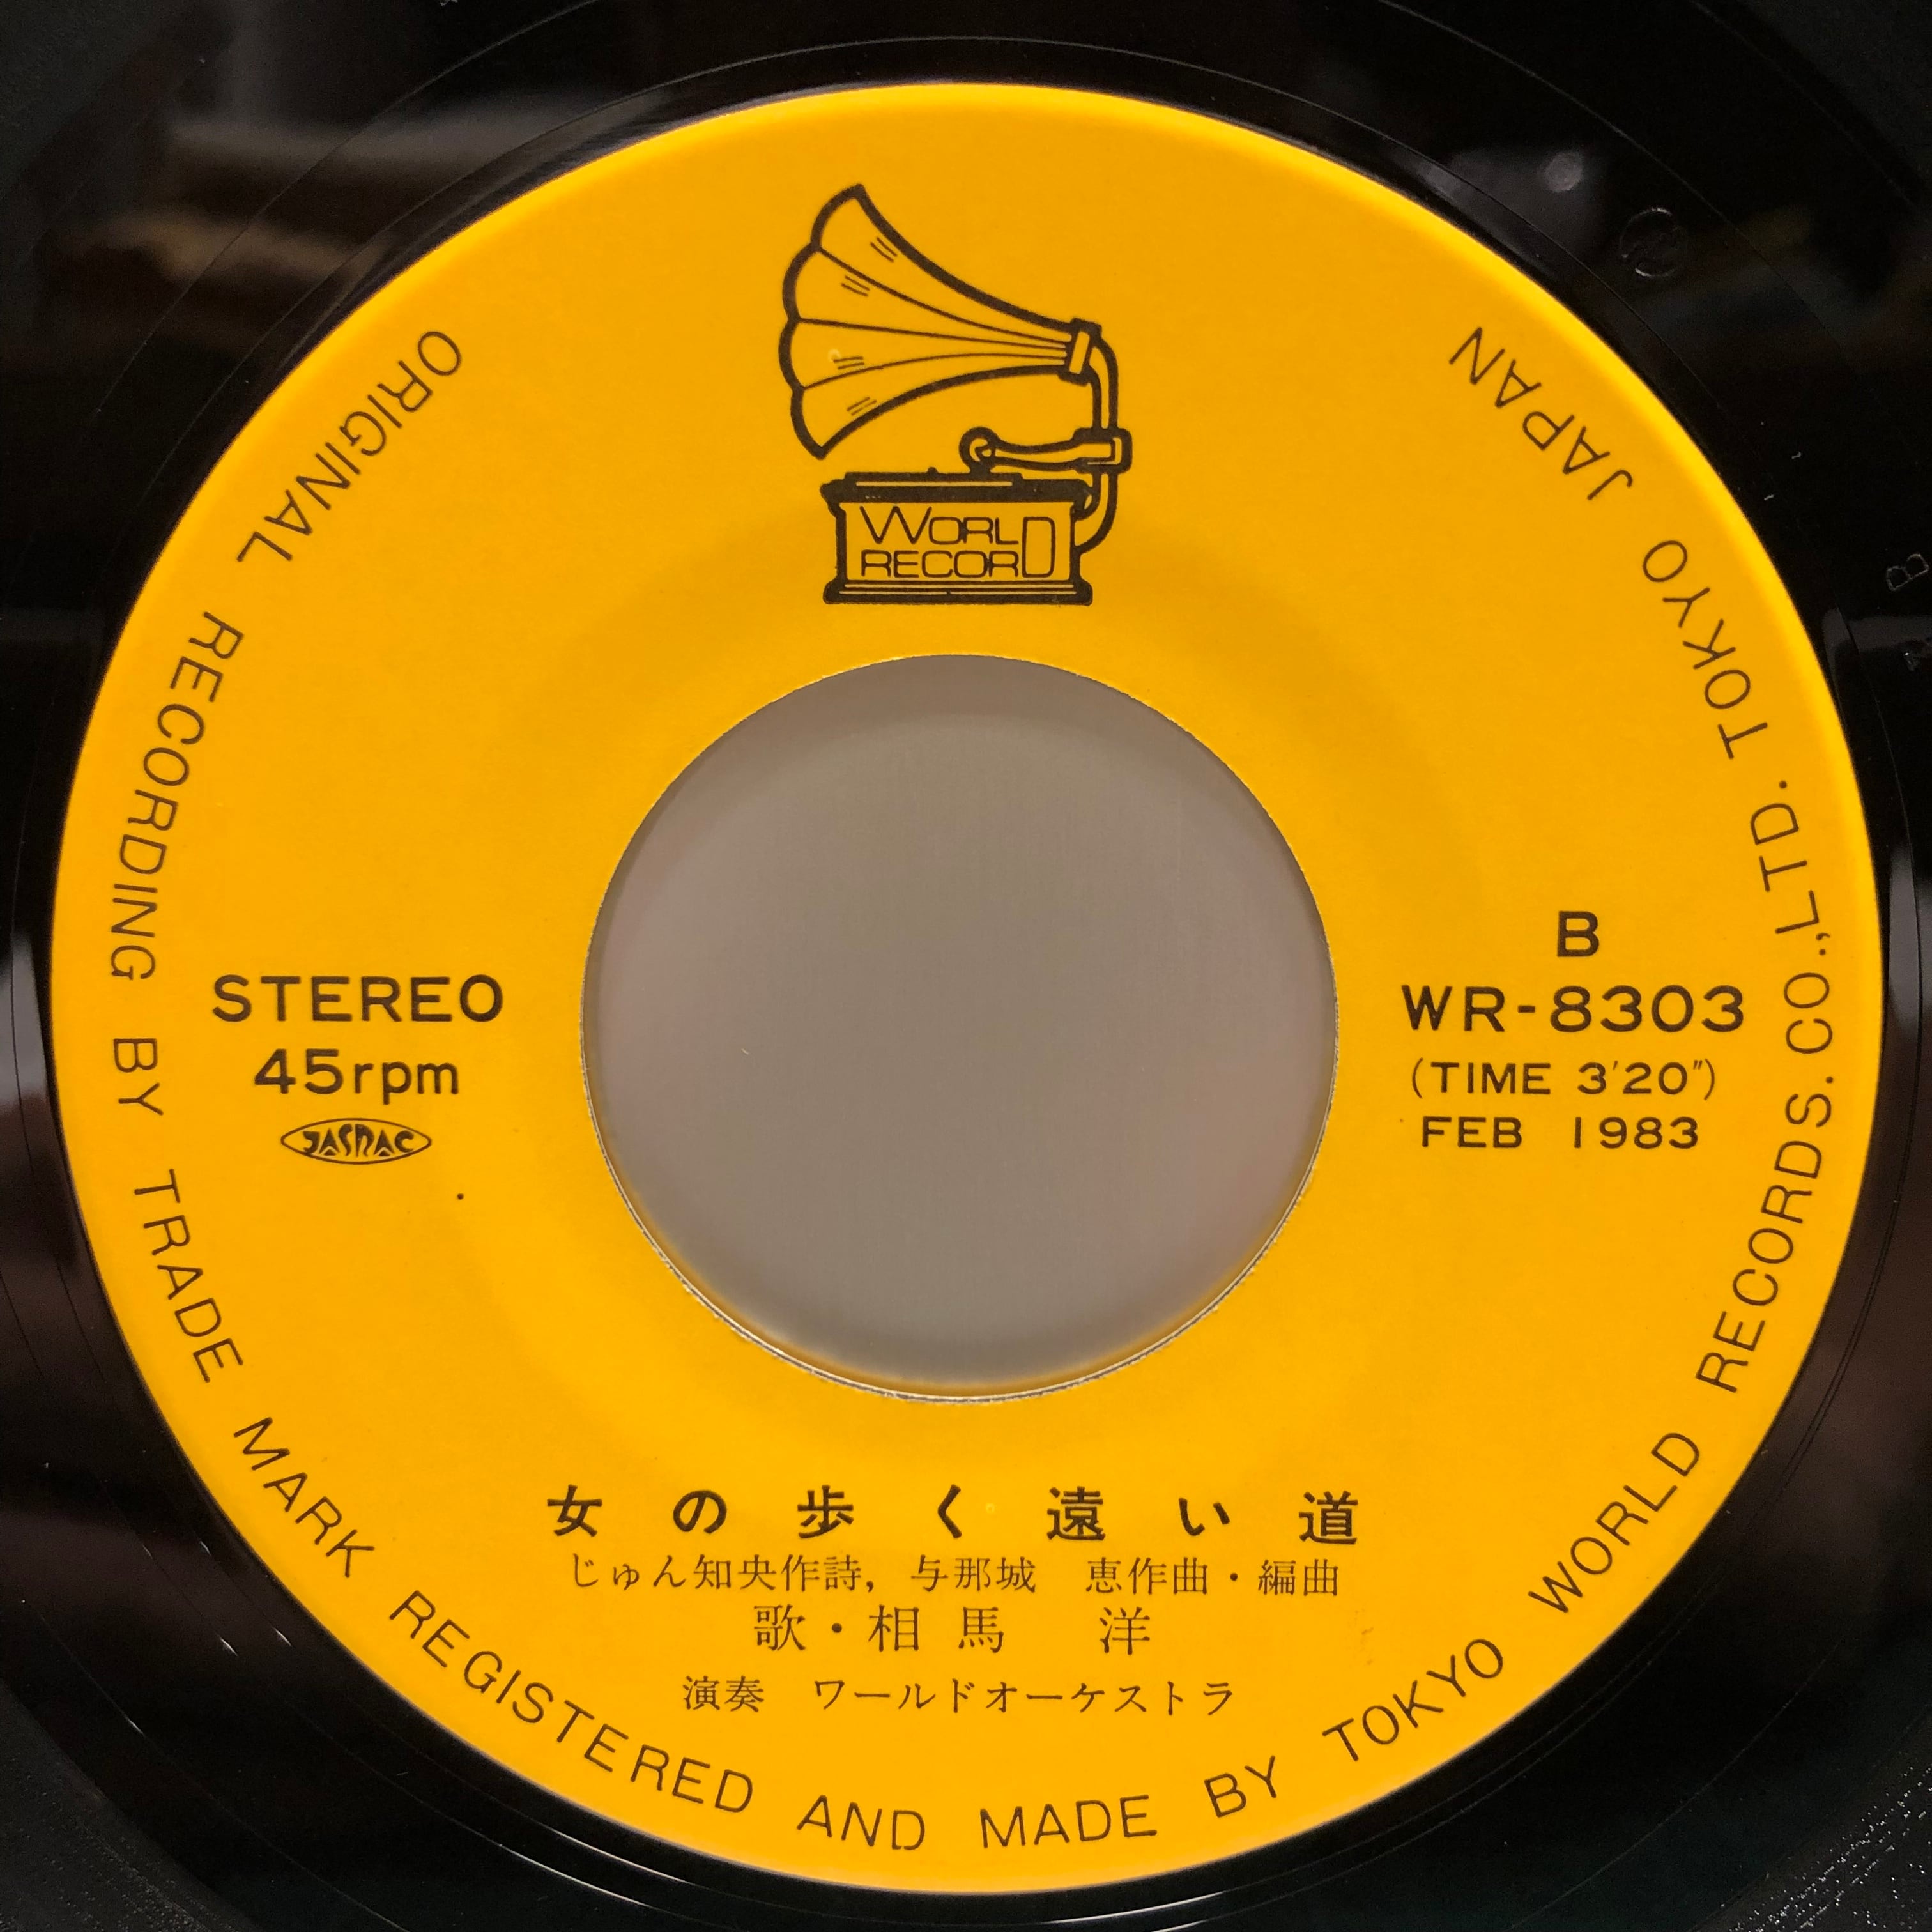 WORLD
RECORD
ORIGINAL RECORDING BY TRADE MARK REGISTERED AND MADE BY TOKYO WORLD RECORDS. CO.,LTD. TOKYO JAPAN
STEREO
45rpm
JASRAC
B
WR-8303
(TIME 3'20")
FEB 1983
女の歩く遠い道
じゅん知央作詩, 与那城 恵作曲・編曲
歌・相馬 洋
演奏 ワールドオーケストラ